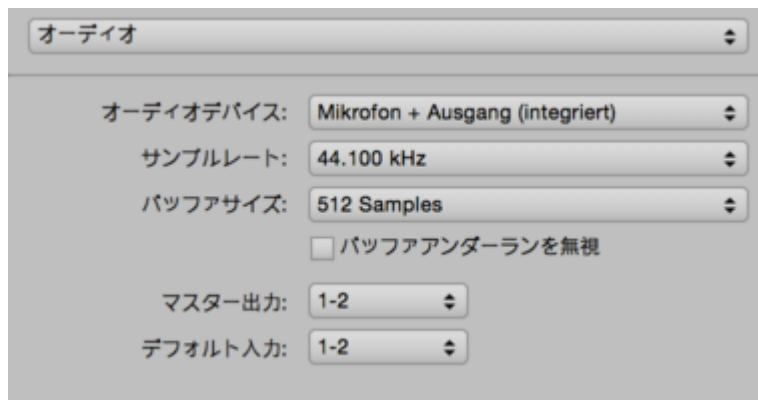 オーディオ
オーディオデバイス: Mikrofon + Ausgang (integriert)
サンプルレート: 44.100 kHz
バッファサイズ: 512 Samples
バッファアンダーランを無視
マスター出力: 1-2
デフォルト入力: 1-2